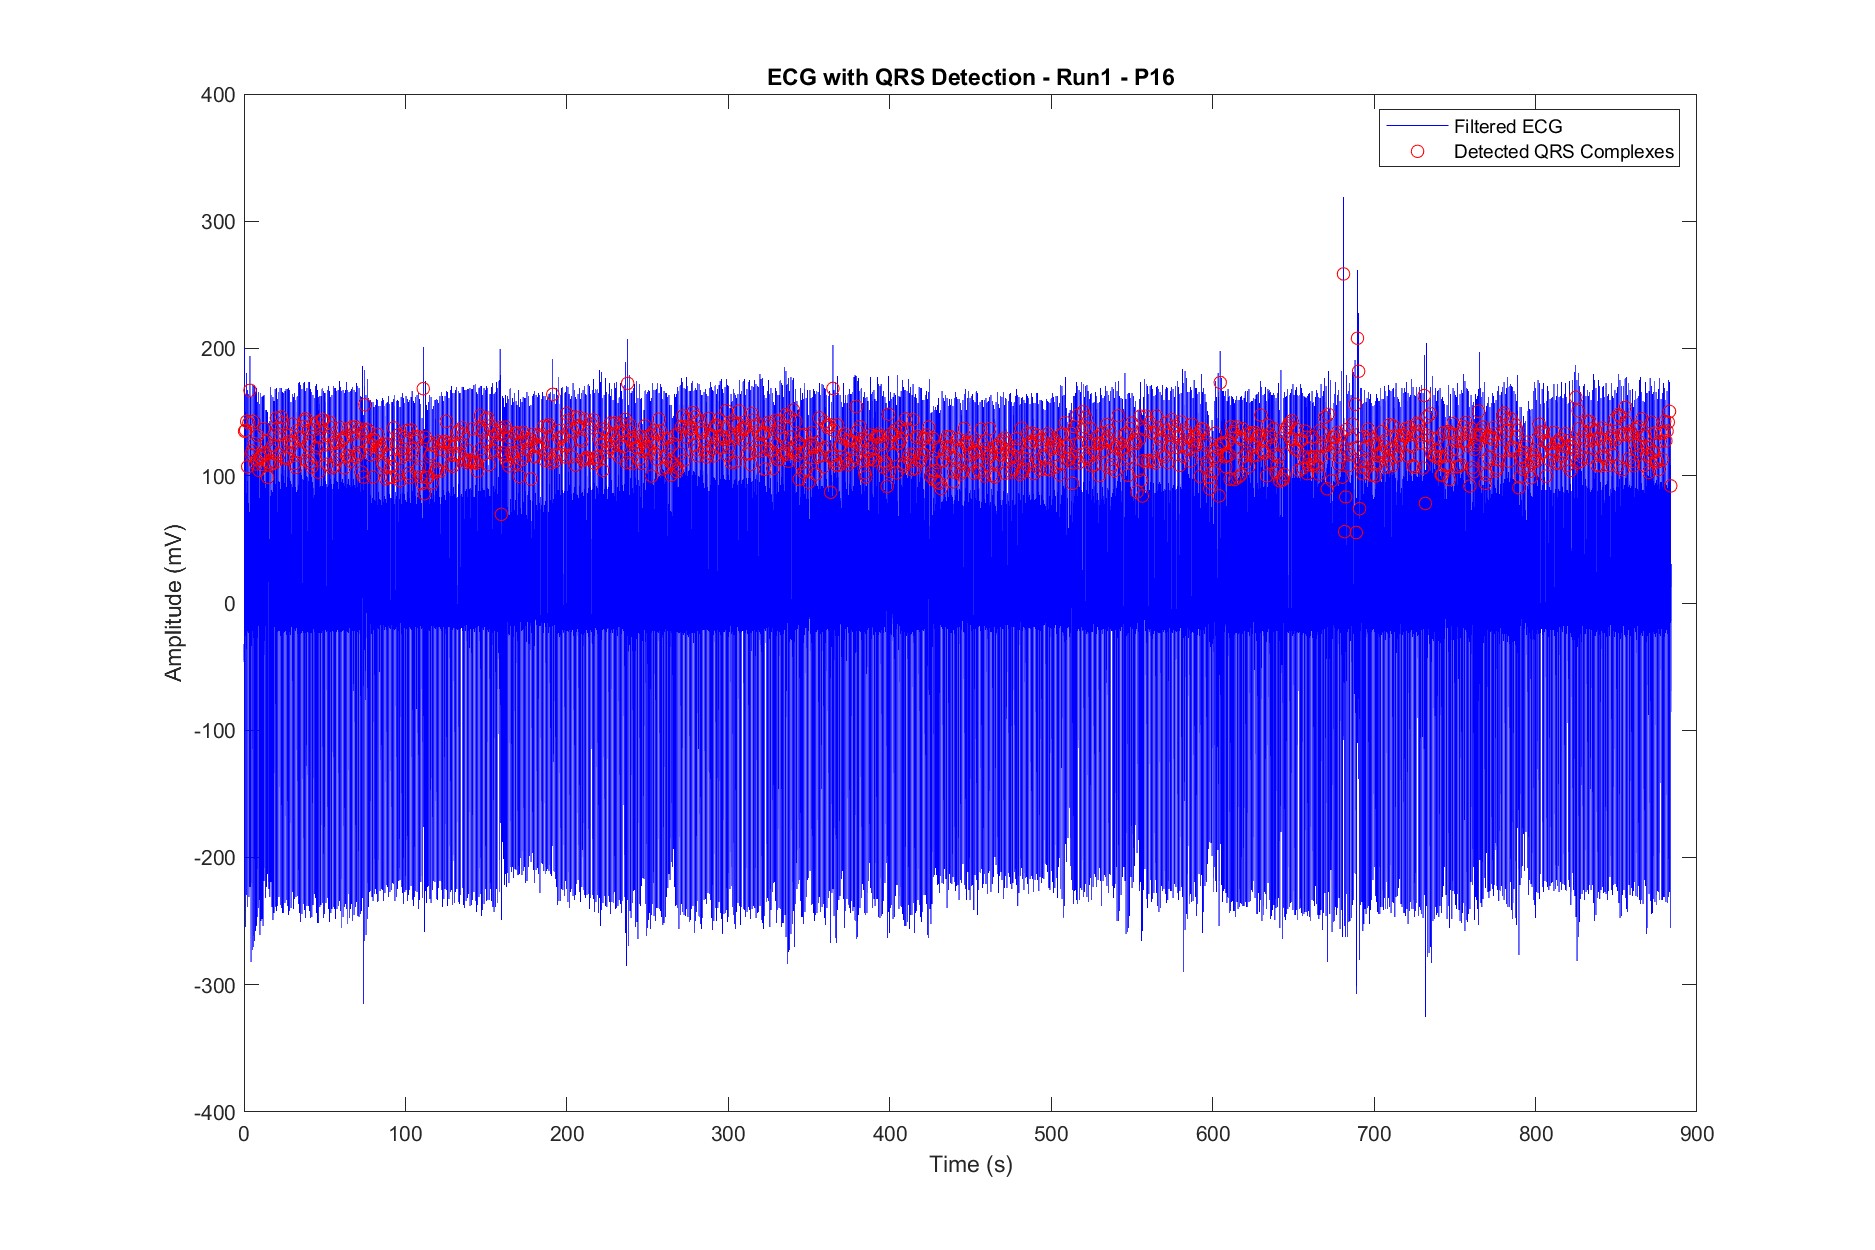 ECG with QRS Detection - Run1 - P16
400
300
200
100
0
-100
-200
-300
-400
Amplitude (mV)
Filtered ECG
Detected QRS Complexes
0 100 200 300 400 500 600 700 800 900
Time (s)